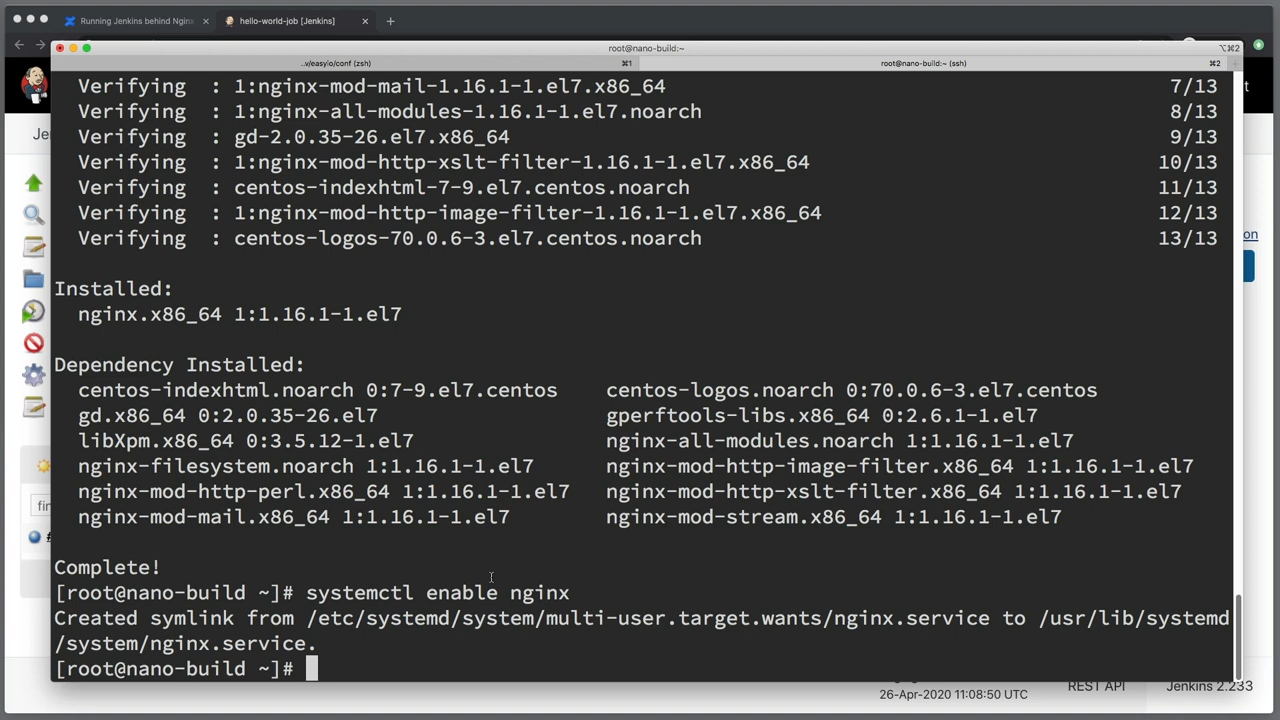 Running Jenkins behind Nginx
hello-world-job [Jenkins]
root@nano-build:~
⌥⌘2
..v/easyio/conf (zsh)
⌘1
root@nano-build:~ (ssh)
⌘2
Verifying : 1:nginx-mod-mail-1.16.1-1.el7.x86_64 7/13
Verifying : 1:nginx-all-modules-1.16.1-1.el7.noarch 8/13
Verifying : gd-2.0.35-26.el7.x86_64 9/13
Verifying : 1:nginx-mod-http-xslt-filter-1.16.1-1.el7.x86_64 10/13
Verifying : centos-indexhtml-7-9.el7.centos.noarch 11/13
Verifying : 1:nginx-mod-http-image-filter-1.16.1-1.el7.x86_64 12/13
Verifying : centos-logos-70.0.6-3.el7.centos.noarch 13/13
Installed:
nginx.x86_64 1:1.16.1-1.el7
Dependency Installed:
centos-indexhtml.noarch 0:7-9.el7.centos centos-logos.noarch 0:70.0.6-3.el7.centos
gd.x86_64 0:2.0.35-26.el7 gperftools-libs.x86_64 0:2.6.1-1.el7
libXpm.x86_64 0:3.5.12-1.el7 nginx-all-modules.noarch 1:1.16.1-1.el7
nginx-filesystem.noarch 1:1.16.1-1.el7 nginx-mod-http-image-filter.x86_64 1:1.16.1-1.el7
nginx-mod-http-perl.x86_64 1:1.16.1-1.el7 nginx-mod-http-xslt-filter.x86_64 1:1.16.1-1.el7
nginx-mod-mail.x86_64 1:1.16.1-1.el7 nginx-mod-stream.x86_64 1:1.16.1-1.el7
Complete!
[root@nano-build ~]# systemctl enable nginx
Created symlink from /etc/systemd/system/multi-user.target.wants/nginx.service to /usr/lib/systemd
/system/nginx.service.
[root@nano-build ~]#
Je
t
on
fin
#
26-Apr-2020 11:08:50 UTC
REST API
Jenkins 2.233